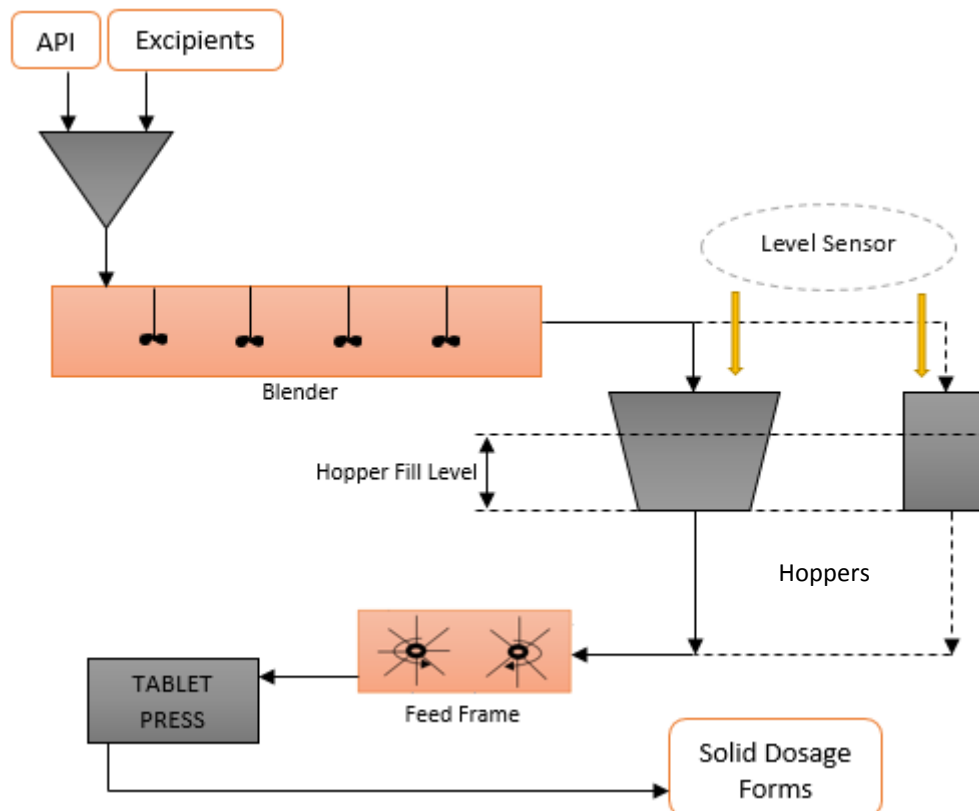 API
Excipients
Level Sensor
Blender
Hopper Fill Level
Hoppers
Feed Frame
TABLET
PRESS
Solid Dosage
Forms